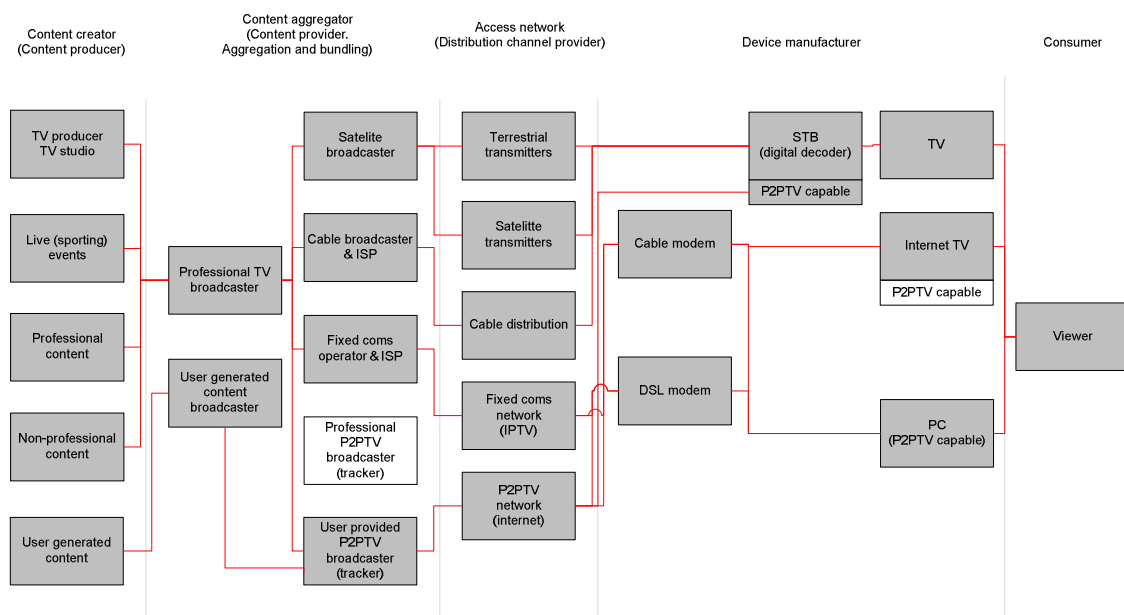 Content creator
(Content producer)
Content aggregator
(Content provider.
Aggregation and bundling)
Access network
(Distribution channel provider)
Device manufacturer
Consumer
TV producer
TV studio
Live (sporting)
events
Professional
content
Non-professional
content
User generated
content
Professional TV
broadcaster
User generated
content
broadcaster
Satelite
broadcaster
Cable broadcaster
& ISP
Fixed coms
operator & ISP
Professional
P2PTV
broadcaster
(tracker)
User provided
P2PTV
broadcaster
(tracker)
Terrestrial
transmitters
Satelitte
transmitters
Cable distribution
Fixed coms
network
(IPTV)
P2PTV
network
(internet)
Cable modem
DSL modem
STB
(digital decoder)
P2PTV capable
TV
Internet TV
P2PTV capable
PC
(P2PTV capable)
Viewer